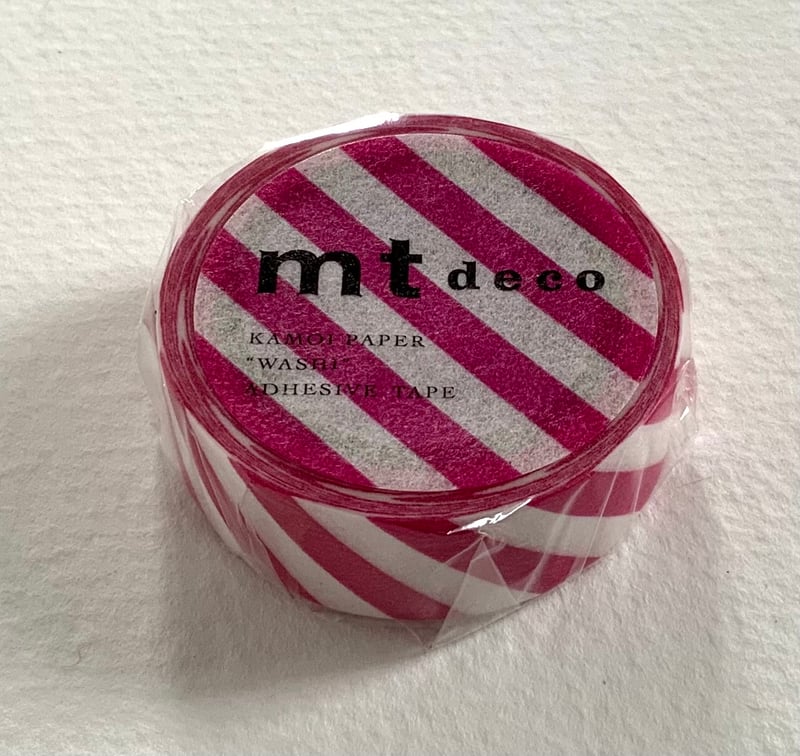 mt deco
KAMOI PAPER
"WASHI"
ADHESIVE TAPE